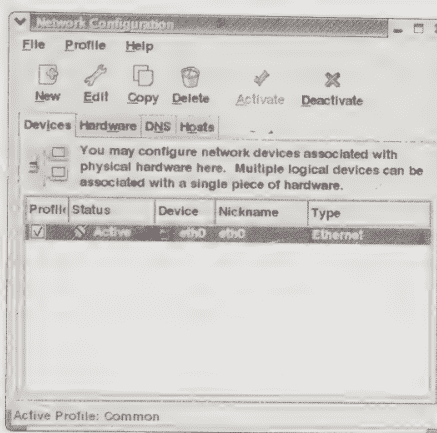 Network Configuration
File Profile Help
New Edit Copy Delete Activate Deactivate
Devices Hardware DNS Hosts
You may configure network devices associated with
physical hardware here. Multiple logical devices can be
associated with a single piece of hardware.
Profile Status Device Nickname Type
Active eth0 eth0 Ethernet
Active Profile: Common